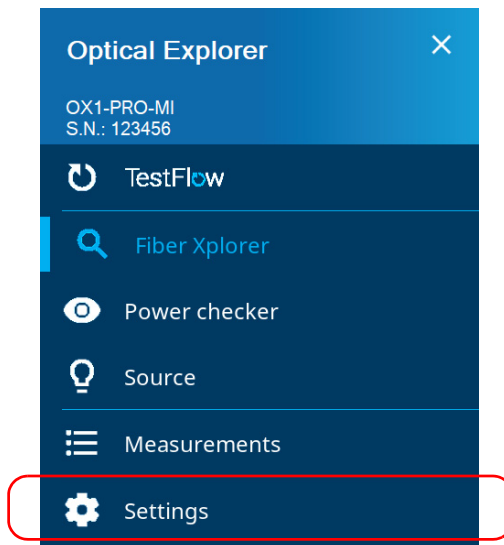 Optical Explorer
OX1-PRO-MI
S.N.: 123456
TestFlow
Fiber Xplorer
Power checker
Source
Measurements
Settings